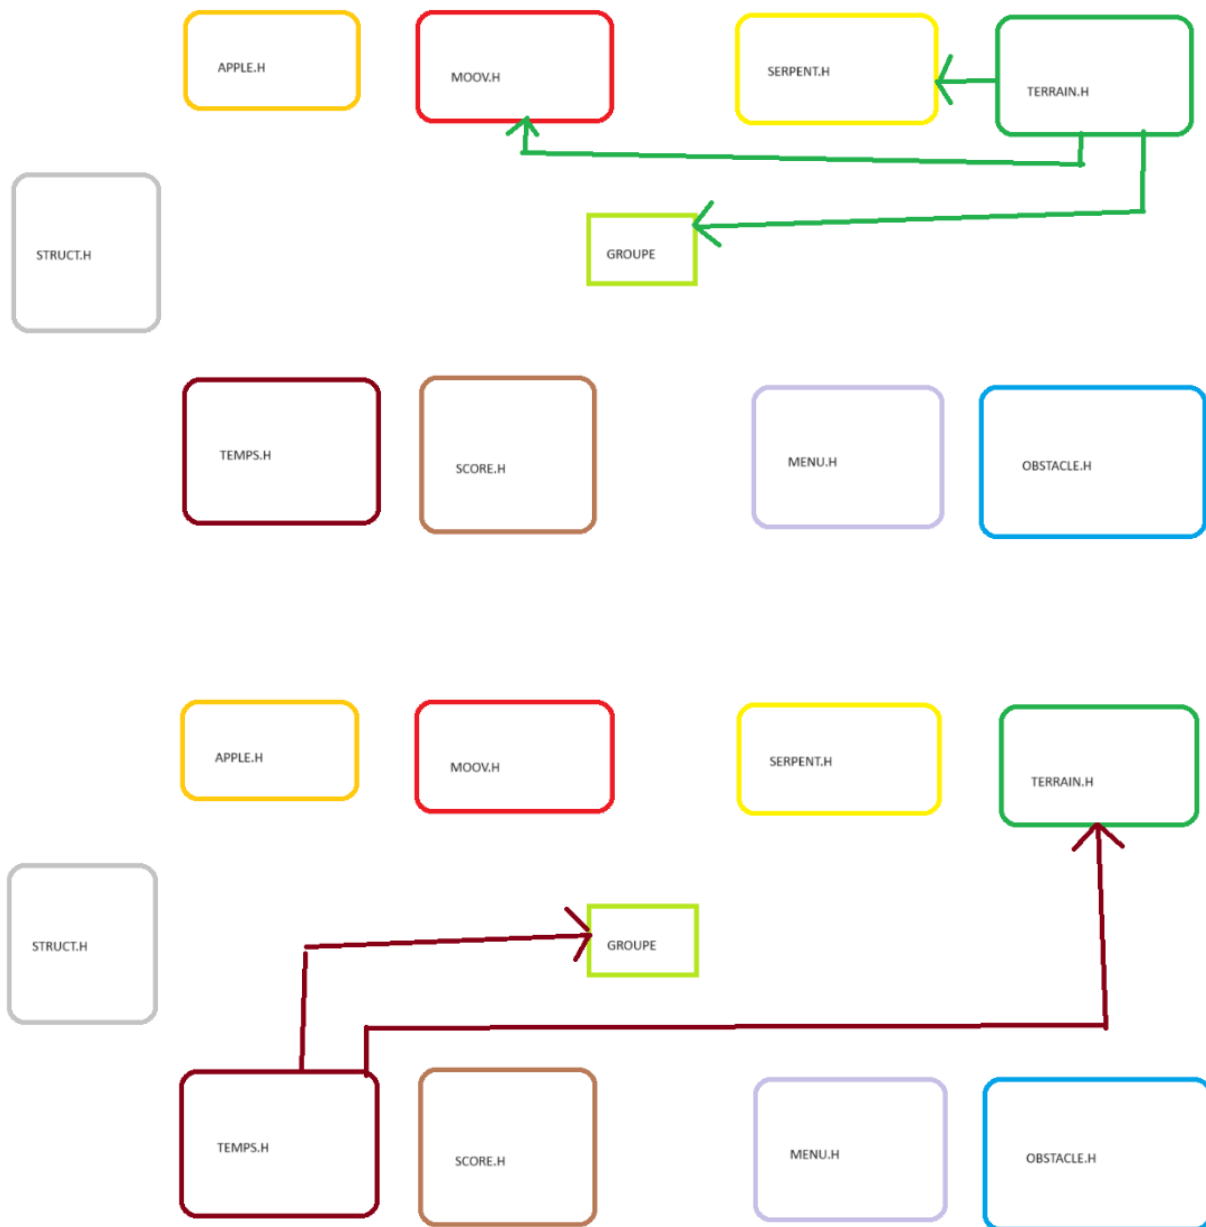 APPLE.H
MOOV.H
SERPENT.H
TERRAIN.H
STRUCT.H
GROUPE
TEMPS.H
SCORE.H
MENU.H
OBSTACLE.H
APPLE.H
MOOV.H
SERPENT.H
TERRAIN.H
STRUCT.H
GROUPE
TEMPS.H
SCORE.H
MENU.H
OBSTACLE.H